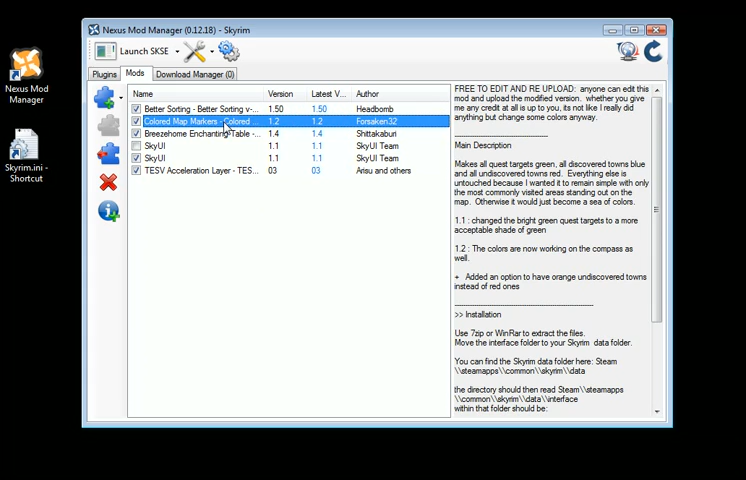 Nexus Mod Manager (0.12.18) - Skyrim
Launch SKSE
Plugins Mods Download Manager (0)
Name Version Latest V... Author
Better Sorting - Better Sorting v-... 1.50 1.50 Headbomb
Colored Map Markers - Colored ... 1.2 1.2 Forsaken32
Breezehome Enchanting Table -... 1.4 1.4 Shittakaburi
SkyUI 1.1 1.1 SkyUI Team
SkyUI 1.1 1.1 SkyUI Team
TESV Acceleration Layer - TES... 03 03 Arisu and others
FREE TO EDIT AND RE UPLOAD: anyone can edit this
mod and upload the modified version. whether you give
me any credit at all is up to you, its not like I really did
anything but change some colors anyway.
Main Description
Makes all quest targets green, all discovered towns blue
and all undiscovered towns red. Everything else is
untouched because I wanted it to remain simple with only
the most commonly visited areas standing out on the
map. Otherwise it would just become a sea of colors.
1.1 : changed the bright green quest targets to a more
acceptable shade of green
1.2 : The colors are now working on the compass as
well.
+ Added an option to have orange undiscovered towns
instead of red ones
>> Installation
Use 7zip or WinRar to extract the files.
Move the interface folder to your Skyrim data folder.
You can find the Skyrim data folder here: Steam
\\steamapps\\common\\skyrim\\data
the directory should then read Steam\\steamapps
\\common\\skyrim\\data\\interface
within that folder should be:
Nexus Mod
Manager
Skyrim.ini -
Shortcut